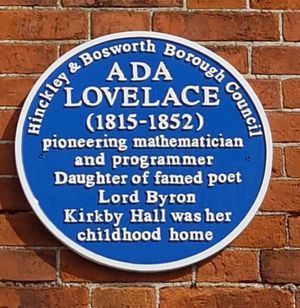 Hinckley & Bosworth Borough Council
ADA
LOVELACE
(1815-1852)
pioneering mathematician
and programmer
Daughter of famed poet
Lord Byron
Kirkby Hall was her
childhood home